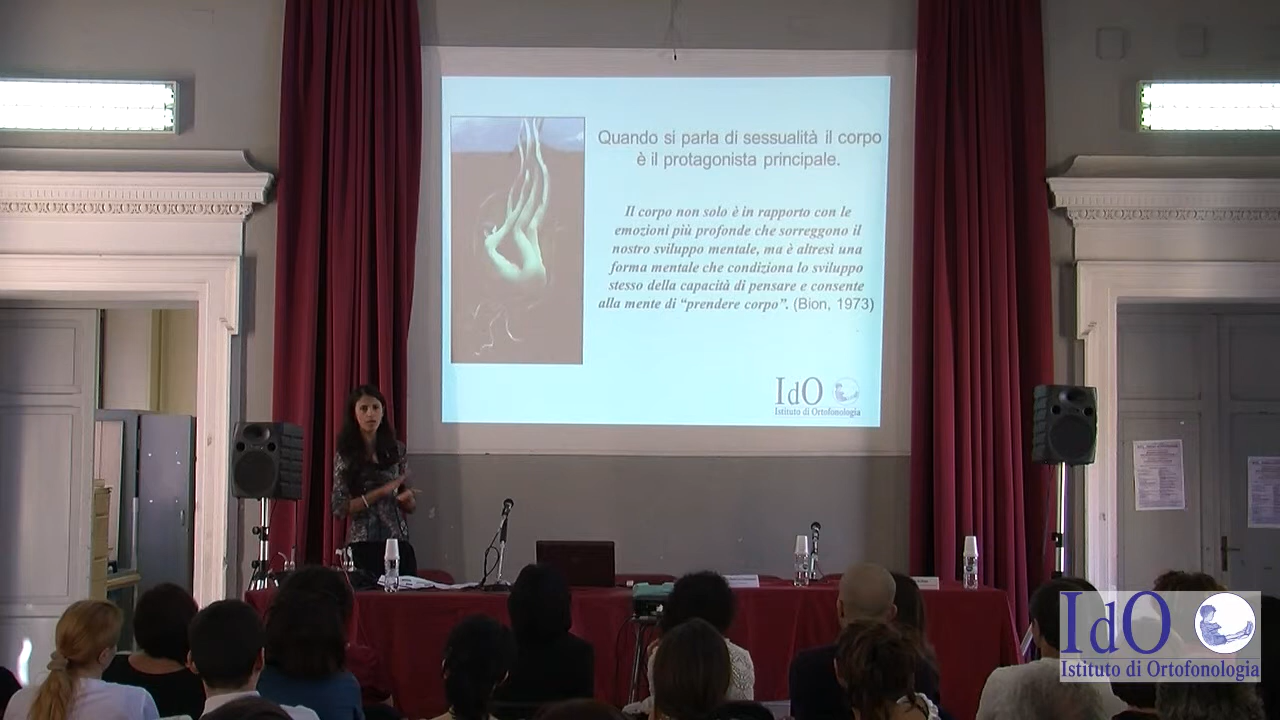 Quando si parla di sessualità il corpo
è il protagonista principale.
Il corpo non solo è in rapporto con le
emozioni più profonde che sorreggono il
nostro sviluppo mentale, ma è altresì una
forma mentale che condiziona lo sviluppo
stesso della capacità di pensare e consente
alla mente di “prendere corpo”. (Bion, 1973)
IdO
Istituto di Ortofonologia
IdO
Istituto di Ortofonologia